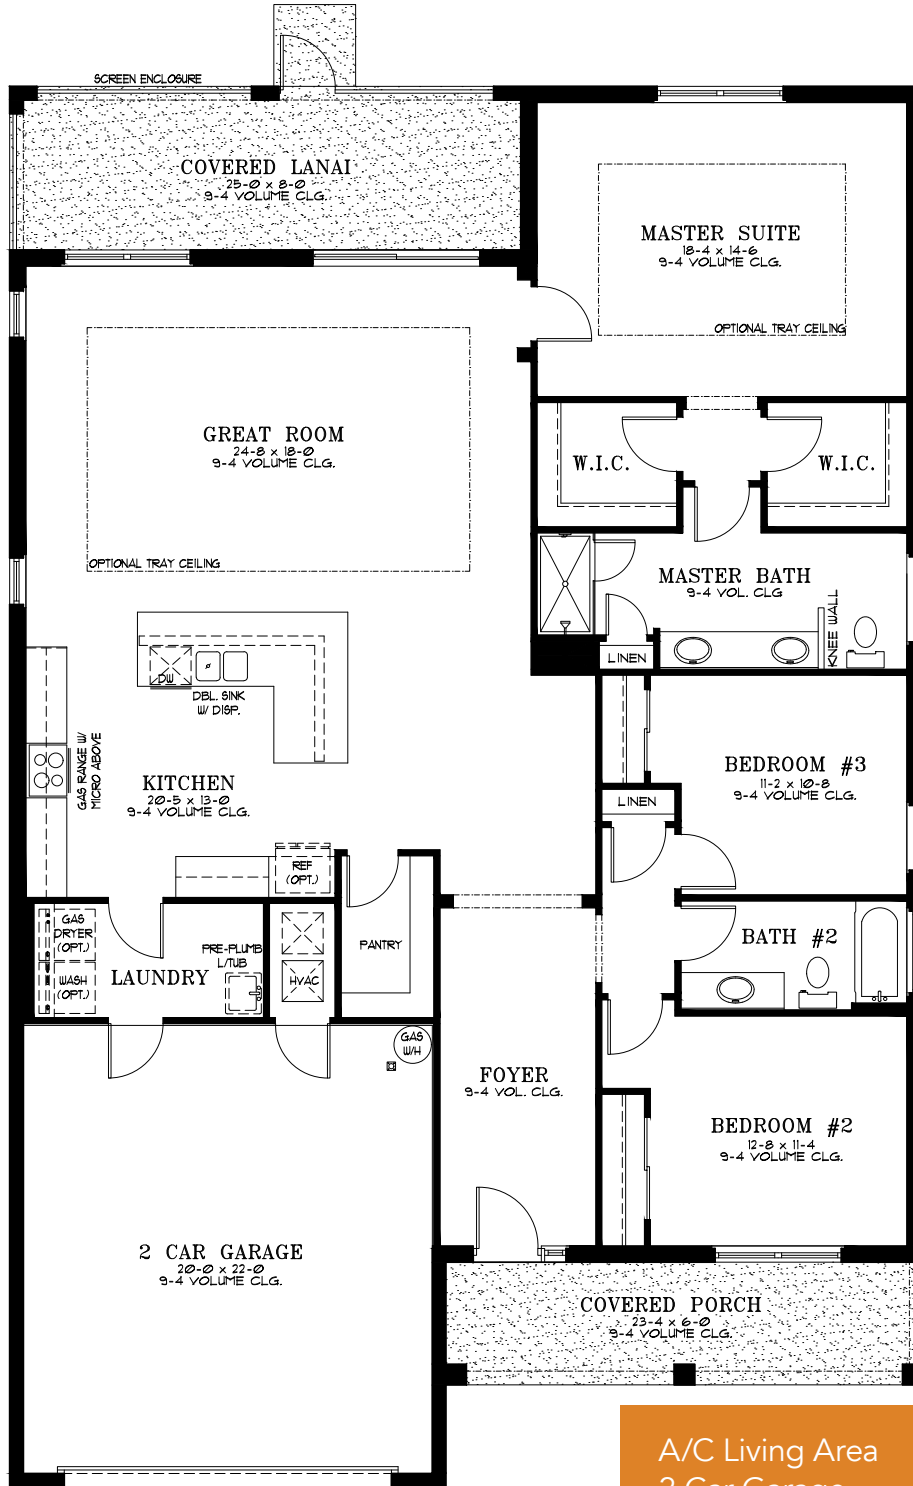 SCREEN ENCLOSURE
COVERED LANAI
25-0 x 8-0
9-4 VOLUME CLG.
MASTER SUITE
18-4 x 14-6
9-4 VOLUME CLG.
OPTIONAL TRAY CEILING
GREAT ROOM
24-8 x 18-0
9-4 VOLUME CLG.
OPTIONAL TRAY CEILING
W.I.C.
W.I.C.
MASTER BATH
9-4 VOL. CLG
KNEE WALL
LINEN
DW
DBL. SINK
W/ DISP.
GAS RANGE W/
MICRO ABOVE
KITCHEN
20-5 x 13-0
9-4 VOLUME CLG.
BEDROOM #3
11-2 x 10-8
9-4 VOLUME CLG.
LINEN
REF
(OPT.)
PANTRY
GAS
DRYER
(OPT.)
WASH
(OPT.)
LAUNDRY
PRE-PLUMB
L/TUB
HVAC
BATH #2
GAS
W/H
FOYER
9-4 VOL. CLG.
BEDROOM #2
12-8 x 11-4
9-4 VOLUME CLG.
2 CAR GARAGE
20-0 x 22-0
9-4 VOLUME CLG.
COVERED PORCH
23-4 x 6-0
9-4 VOLUME CLG.
A/C Living Area
2 Car Garage